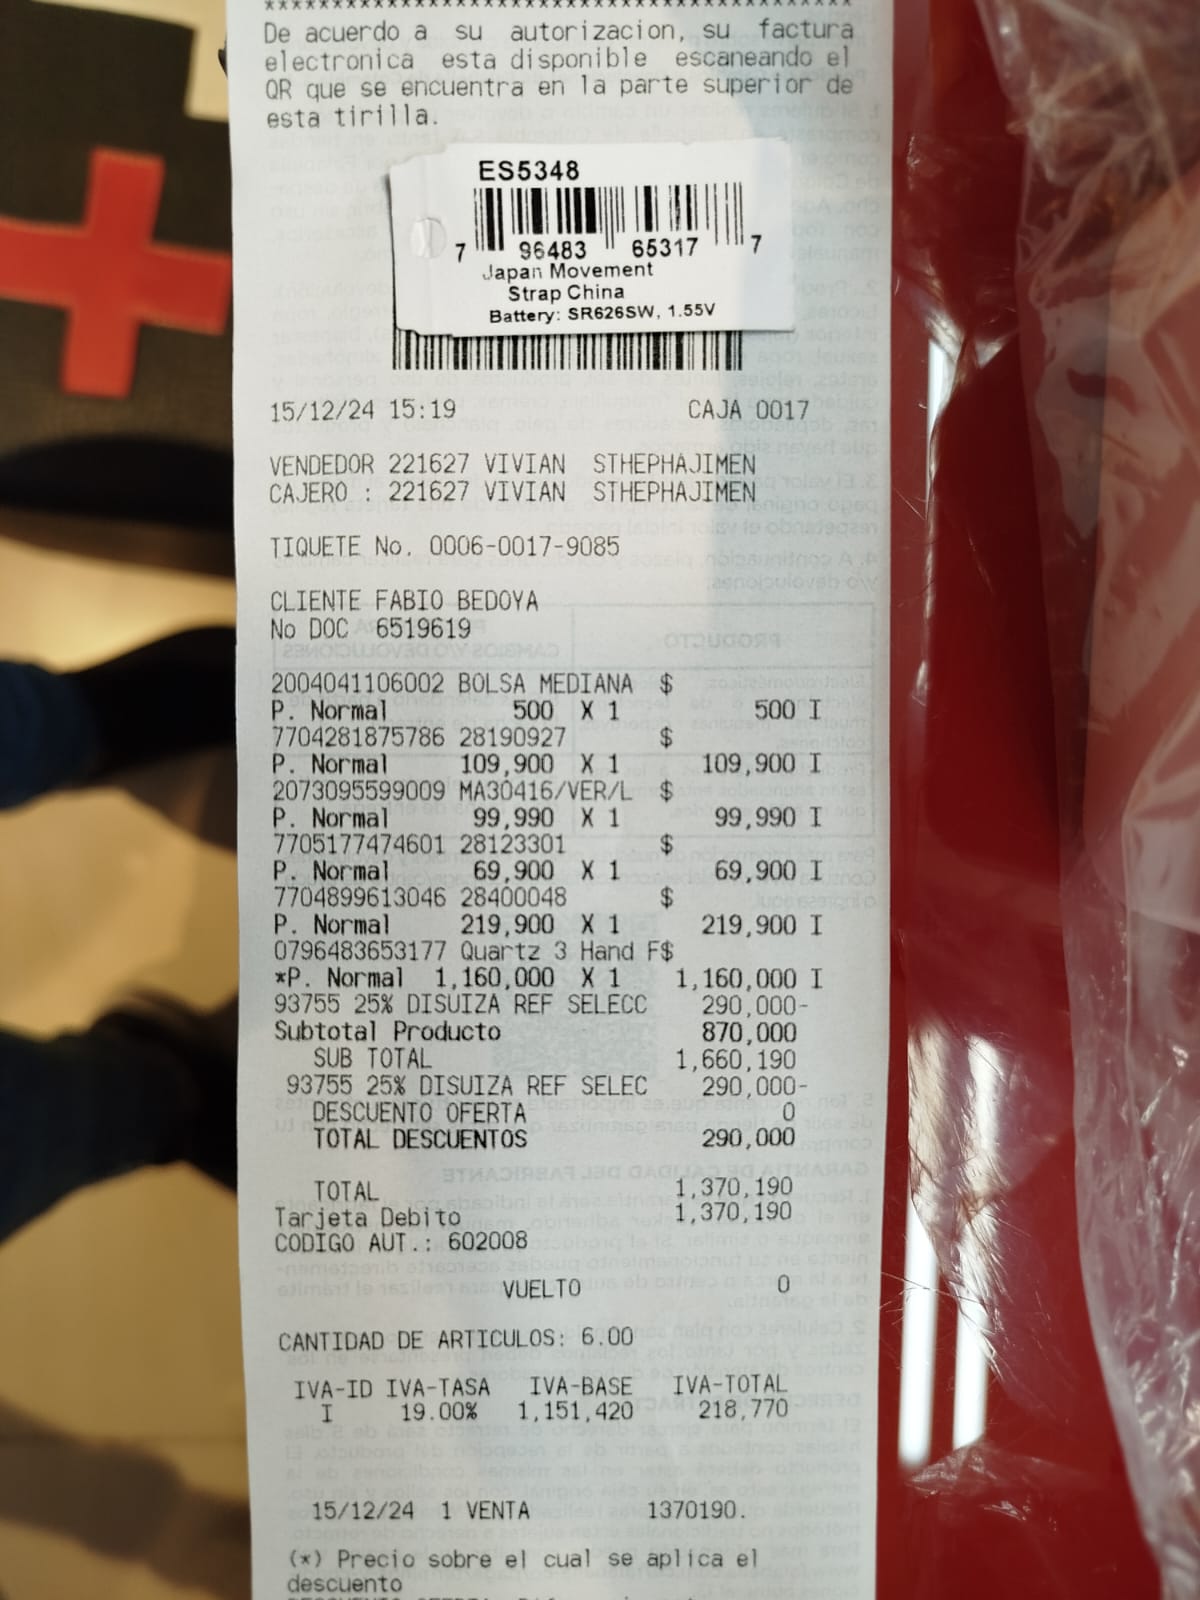 De acuerdo a su autorizacion, su factura
electronica esta disponible escaneando el
QR que se encuentra en la parte superior de
esta tirilla.
ES5348
7 96483 65317 7
Japan Movement
Strap China
Battery: SR626SW, 1.55V
15/12/24 15:19 CAJA 0017
VENDEDOR 221627 VIVIAN STHEPHAJIMEN
CAJERO : 221627 VIVIAN STHEPHAJIMEN
TIQUETE No. 0006-0017-9085
CLIENTE FABIO BEDOYA
No DOC 6519619
2004041106002 BOLSA MEDIANA $
P. Normal 500 X 1 500 I
7704281875786 28190927 $
P. Normal 109,900 X 1 109,900 I
2073095599009 MA30416/VER/L $
P. Normal 99,990 X 1 99,990 I
7705177474601 28123301 $
P. Normal 69,900 X 1 69,900 I
7704899613046 28400048 $
P. Normal 219,900 X 1 219,900 I
0796483653177 Quartz 3 Hand F$
*P. Normal 1,160,000 X 1 1,160,000 I
93755 25% DISUIZA REF SELECC 290,000-
Subtotal Producto 870,000
SUB TOTAL 1,660,190
93755 25% DISUIZA REF SELEC 290,000-
DESCUENTO OFERTA 0
TOTAL DESCUENTOS 290,000
TOTAL 1,370,190
Tarjeta Debito 1,370,190
CODIGO AUT.: 602008
VUELTO 0
CANTIDAD DE ARTICULOS: 6.00
IVA-ID IVA-TASA IVA-BASE IVA-TOTAL
I 19.00% 1,151,420 218,770
15/12/24 1 VENTA 1370190.
(*) Precio sobre el cual se aplica el
descuento